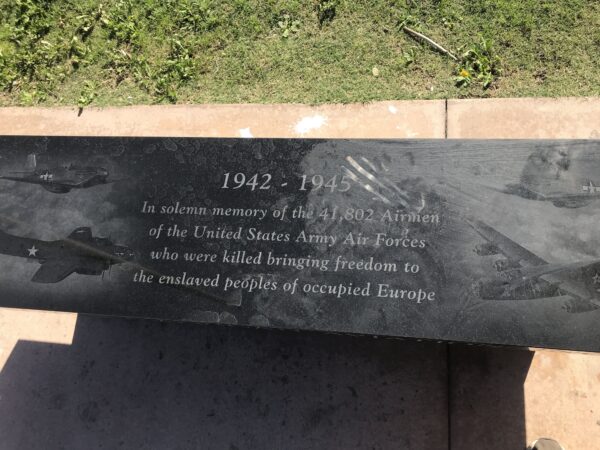 1942 - 1945
In solemn memory of the 41,802 Airmen
of the United States Army Air Forces
who were killed bringing freedom to
the enslaved peoples of occupied Europe